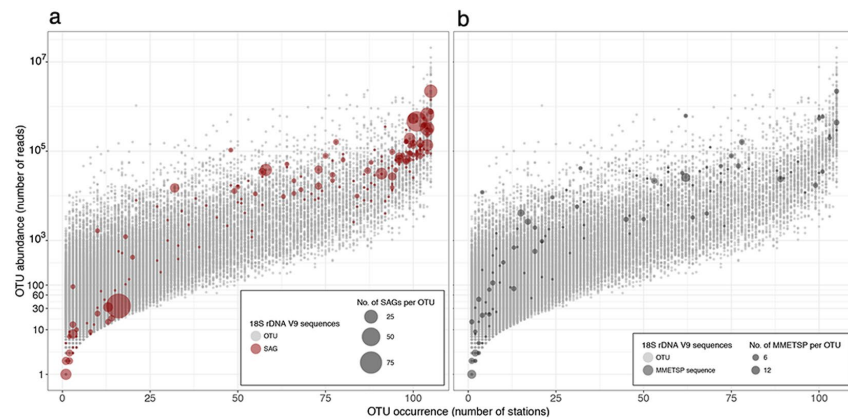 a
b
OTU abundance (number of reads)
10⁷
10⁵
10³
100
60
30
10
1
18S rDNA V9 sequences
OTU
SAG
No. of SAGs per OTU
25
50
75
18S rDNA V9 sequences
OTU
MMETSP sequence
No. of MMETSP per OTU
6
12
0
25
50
75
100
0
25
50
75
100
OTU occurrence (number of stations)